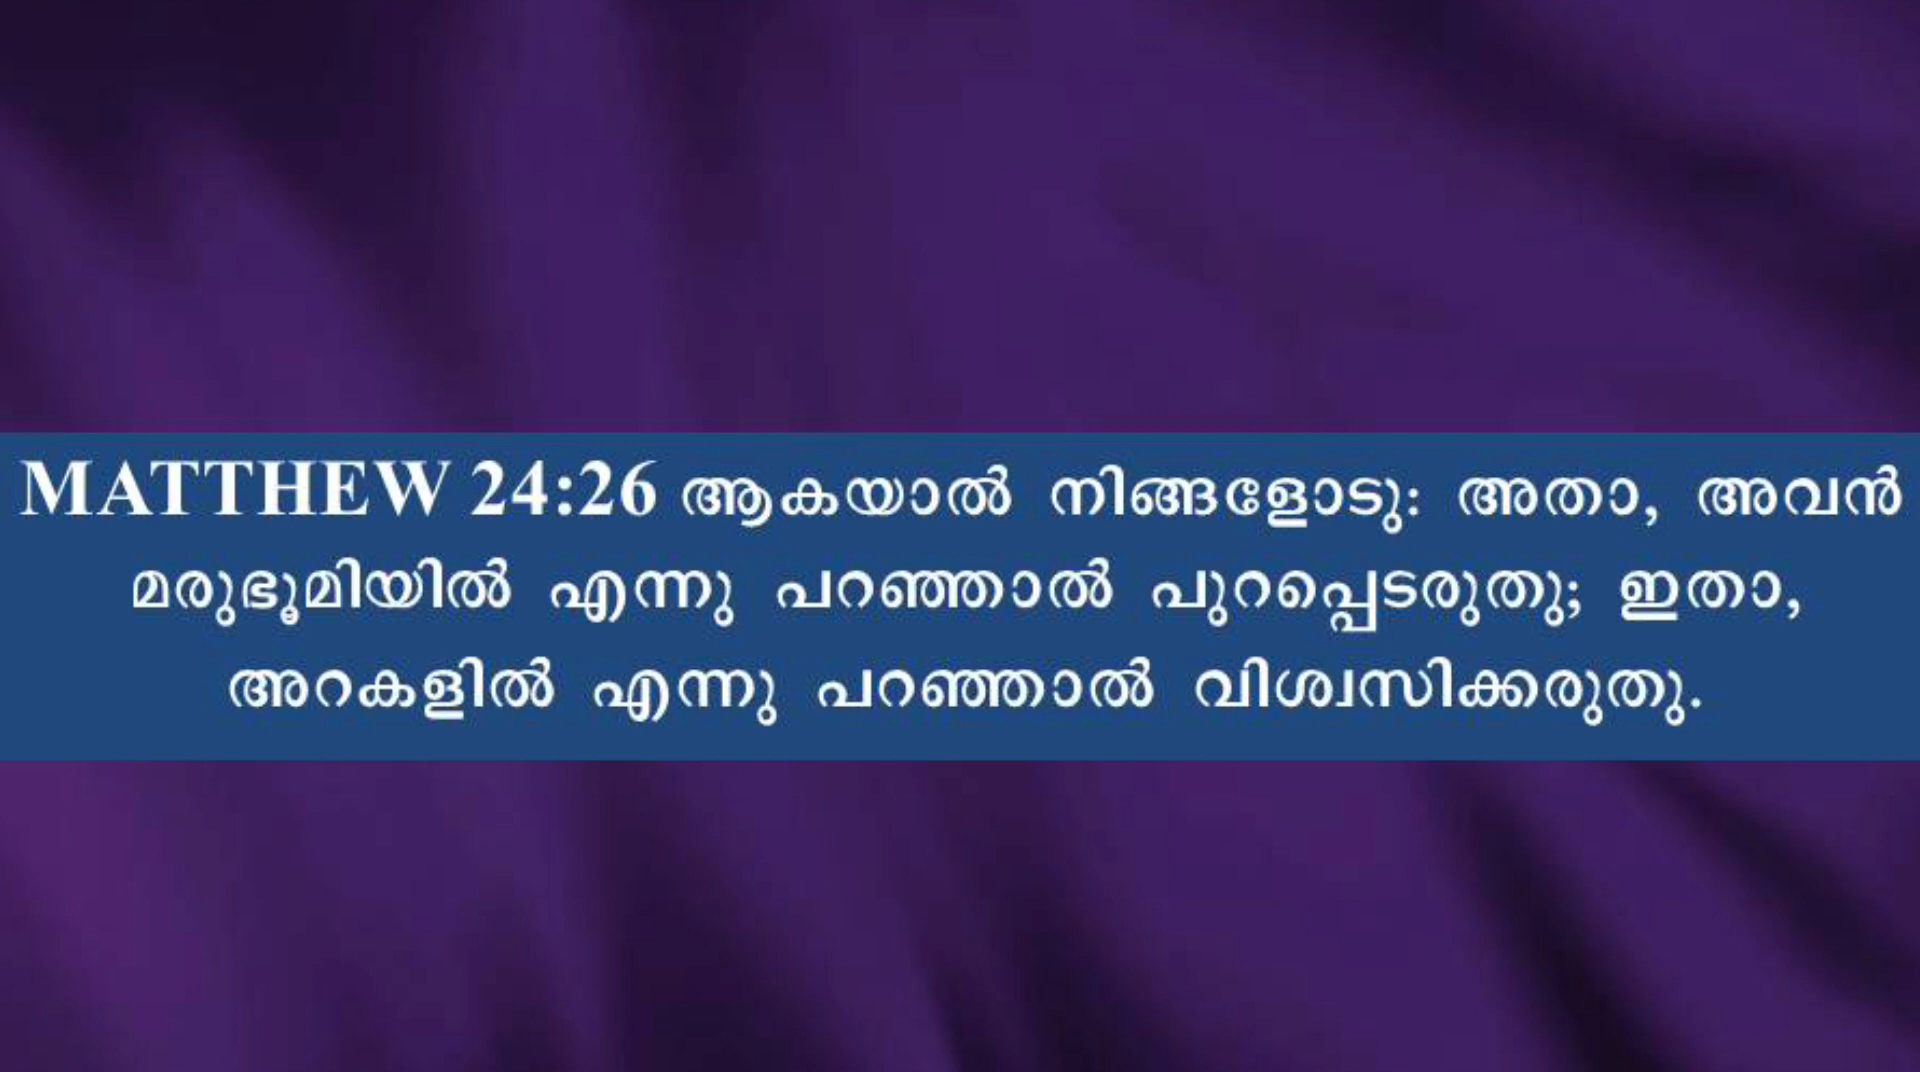 MATTHEW 24:26 ആകയാൽ നിങ്ങളോടു: അതാ, അവൻ
മരുഭൂമിയിൽ എന്നു പറഞ്ഞാൽ പുറപ്പെടരുതു; ഇതാ,
അറകളിൽ എന്നു പറഞ്ഞാൽ വിശ്വസിക്കരുതു.